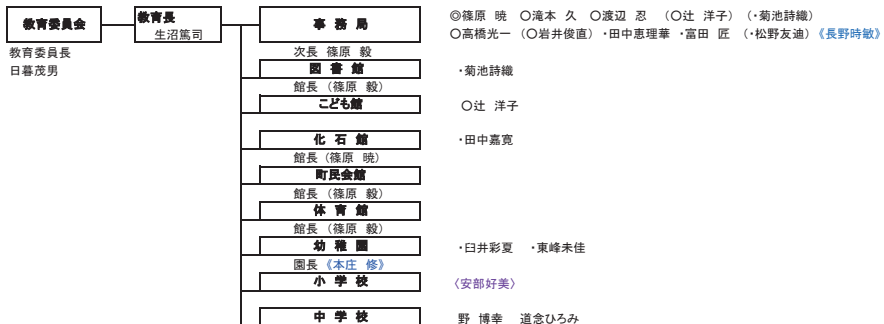 教育委員会
教育委員長
日暮茂男
教育長
生沼篤司
事務局
◎篠原 暁 〇滝本 久 〇渡辺 忍 （〇辻 洋子）（・菊池詩織）
〇高橋光一（〇岩井俊直）・田中恵理華 ・富田 匠 （・松野友迪）《長野時敏》
次長 篠原 毅
図書館
・菊池詩織
館長（篠原 毅）
こども館
〇辻 洋子
化石館
・田中嘉寛
館長（篠原 暁）
町民会館
館長（篠原 毅）
体育館
館長（篠原 毅）
幼稚園
・臼井彩夏 ・東峰未佳
園長《本庄 修》
小学校
〈安部好美〉
中学校
野 博幸 道念ひろみ